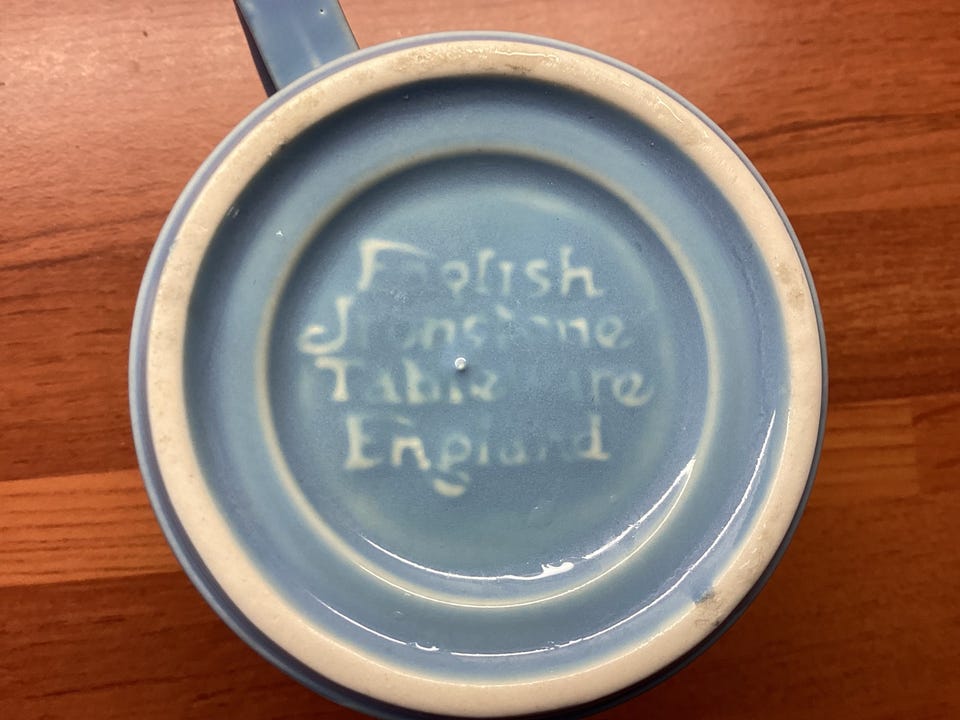 English
Ironstone
Tableware
England